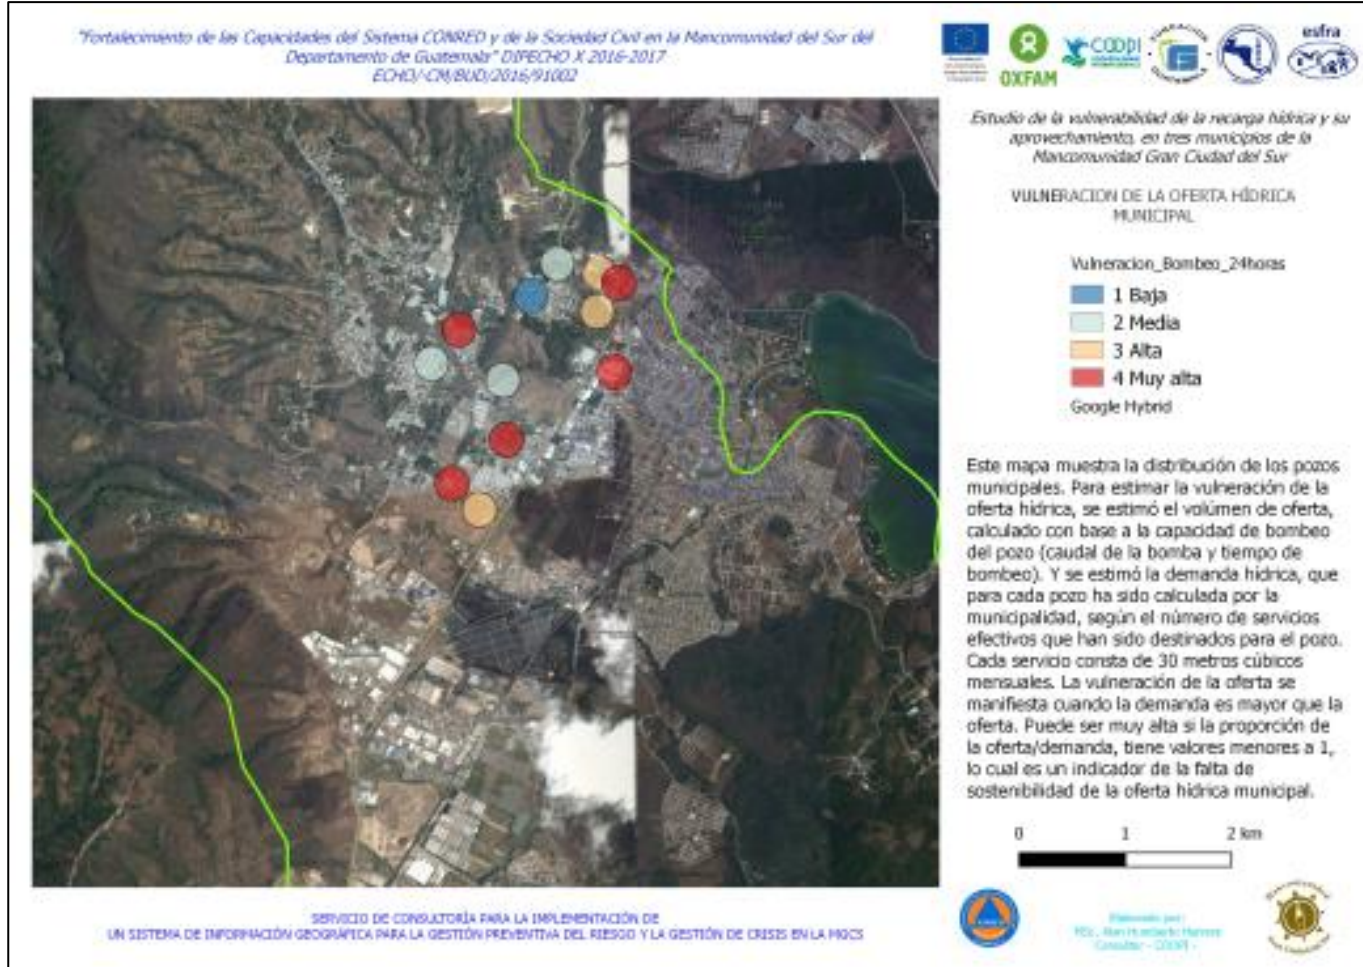 "Fortalecimiento de las Capacidades del Sistema CONRED y de la Sociedad Civil en la Mancomunidad del Sur del
Departamento de Guatemala" DIPECHO X 2016-2017
ECHO/-CM/BUD/2016/91002
OXFAM
COOPI
esfra
Estudio de la vulnerabilidad de la recarga hídrica y su
aprovechamiento, en tres municipios de la
Mancomunidad Gran Ciudad del Sur
VULNERACION DE LA OFERTA HÍDRICA
MUNICIPAL
Vulneracion_Bombeo_24horas
1 Baja
2 Media
3 Alta
4 Muy alta
Google Hybrid
Este mapa muestra la distribución de los pozos
municipales. Para estimar la vulneración de la
oferta hídrica, se estimó el volúmen de oferta,
calculado con base a la capacidad de bombeo
del pozo (caudal de la bomba y tiempo de
bombeo). Y se estimó la demanda hídrica, que
para cada pozo ha sido calculada por la
municipalidad, según el número de servicios
efectivos que han sido destinados para el pozo.
Cada servicio consta de 30 metros cúbicos
mensuales. La vulneración de la oferta se
manifiesta cuando la demanda es mayor que la
oferta. Puede ser muy alta si la proporción de
la oferta/demanda, tiene valores menores a 1,
lo cual es un indicador de la falta de
sostenibilidad de la oferta hídrica municipal.
0 1 2 km
SERVICIO DE CONSULTORÍA PARA LA IMPLEMENTACIÓN DE
UN SISTEMA DE INFORMACIÓN GEOGRÁFICA PARA LA GESTIÓN PREVENTIVA DEL RIESGO Y LA GESTIÓN DE CRISIS EN LA MGCS
Elaborado por:
MSc. Alan Humberto
Consultor - COOPI -